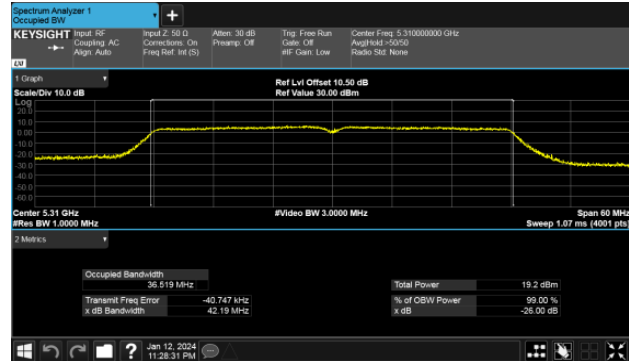 Spectrum Analyzer 1
Occupied BW
+
KEYSIGHT Input: RF Input Z: 50 Ω Atten: 30 dB Trig: Free Run Center Freq: 5.310000000 GHz
Coupling: AC Corrections: On Preamp: Off Gate: Off Avg|Hold:>50/50
Align: Auto Freq Ref: Int (S) #IF Gain: Low Radio Std: None
LXI
1 Graph Ref Lvl Offset 10.50 dB
Scale/Div 10.0 dB Ref Value 30.00 dBm
Log
20.0
10.0
0.00
-10.0
-20.0
-30.0
-40.0
-50.0
-60.0
Center 5.31 GHz #Video BW 3.0000 MHz Span 60 MHz
#Res BW 1.0000 MHz Sweep 1.07 ms (4001 pts)
2 Metrics
Occupied Bandwidth
36.519 MHz Total Power 19.2 dBm
Transmit Freq Error -40.747 kHz % of OBW Power 99.00 %
x dB Bandwidth 42.19 MHz x dB -26.00 dB
? Jan 12, 2024
11:28:31 PM